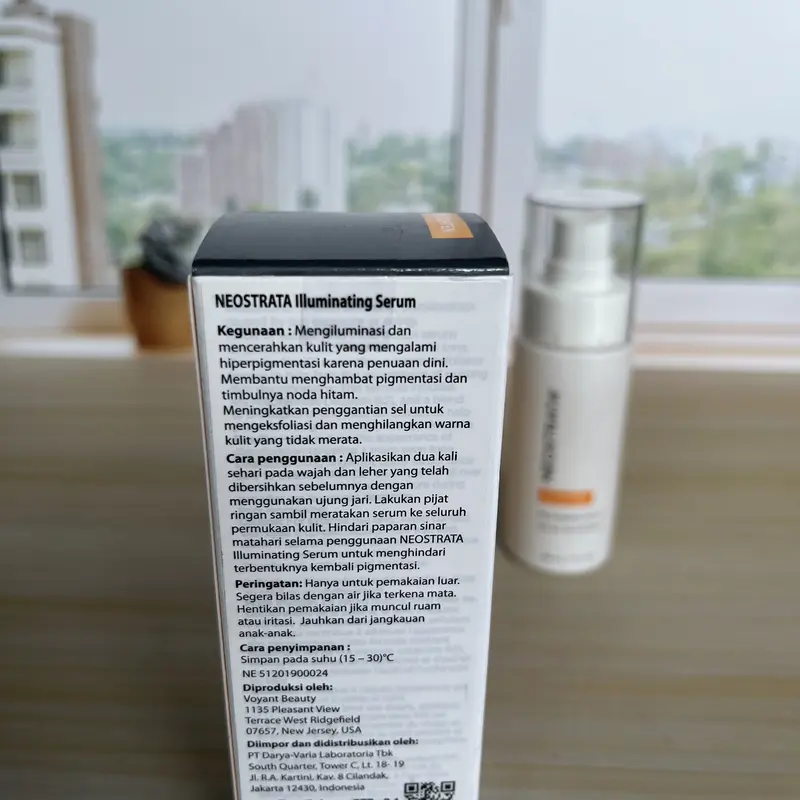 NEOSTRATA Illuminating Serum
Kegunaan : Mengiluminasi dan
mencerahkan kulit yang mengalami
hiperpigmentasi karena penuaan dini.
Membantu menghambat pigmentasi dan
timbulnya noda hitam.
Meningkatkan penggantian sel untuk
mengeksfoliasi dan menghilangkan warna
kulit yang tidak merata.
Cara penggunaan : Aplikasikan dua kali
sehari pada wajah dan leher yang telah
dibersihkan sebelumnya dengan
menggunakan ujung jari. Lakukan pijat
ringan sambil meratakan serum ke seluruh
permukaan kulit. Hindari paparan sinar
matahari selama penggunaan NEOSTRATA
Illuminating Serum untuk menghindari
terbentuknya kembali pigmentasi.
Peringatan: Hanya untuk pemakaian luar.
Segera bilas dengan air jika terkena mata.
Hentikan pemakaian jika muncul ruam
atau iritasi. Jauhkan dari jangkauan
anak-anak.
Cara penyimpanan :
Simpan pada suhu (15 – 30)°C
NE 51201900024
Diproduksi oleh:
Voyant Beauty
1135 Pleasant View
Terrace West Ridgefield
07657, New Jersey, USA
Diimpor dan didistribusikan oleh:
PT Darya-Varia Laboratoria Tbk
South Quarter, Tower C, Lt. 18- 19
Jl. R.A. Kartini, Kav. 8 Cilandak,
Jakarta 12430, Indonesia
NEOSTRATA